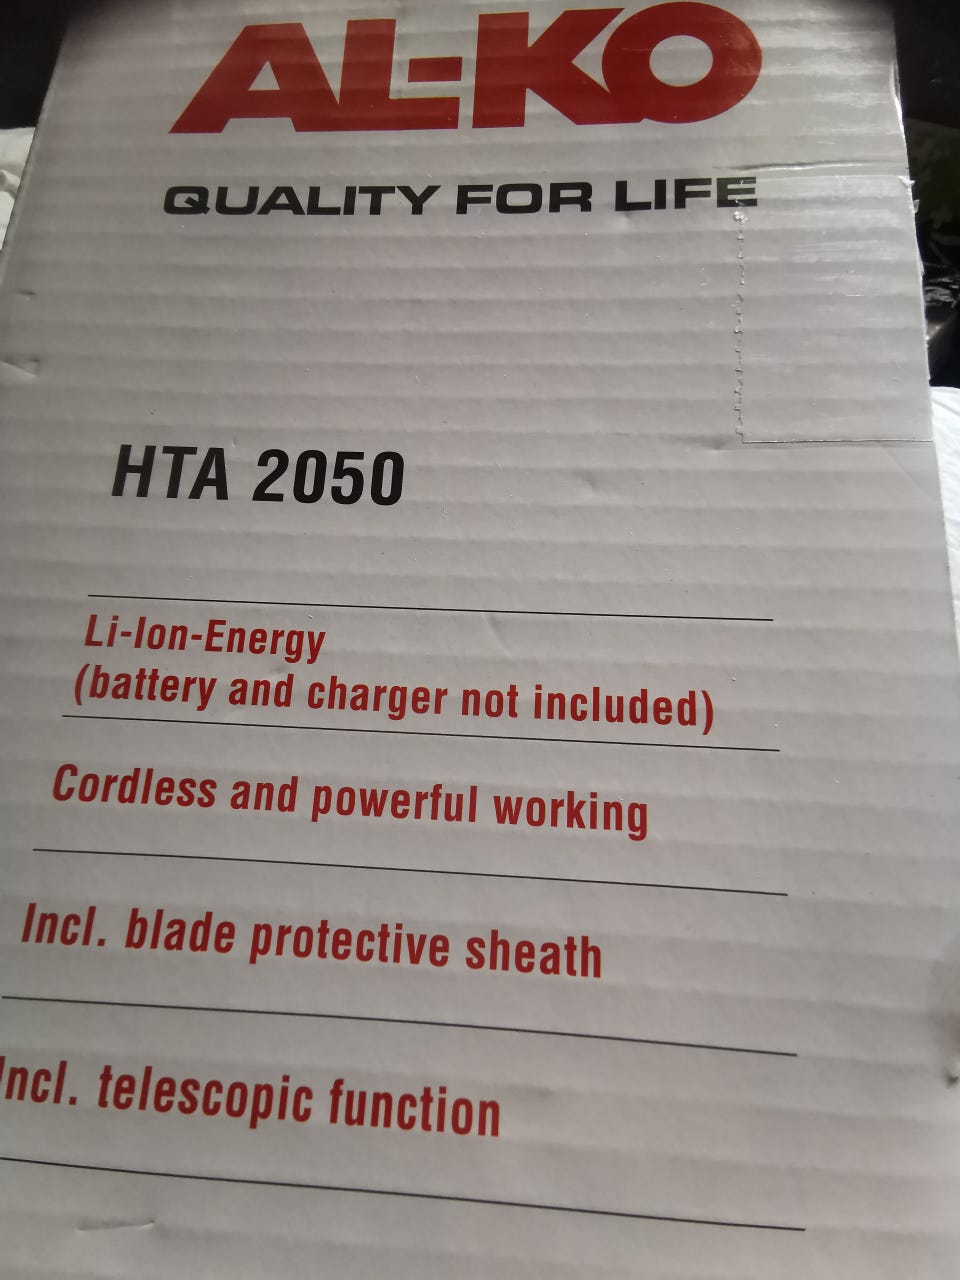 AL-KO
QUALITY FOR LIFE
HTA 2050
Li-Ion-Energy
(battery and charger not included)
Cordless and powerful working
Incl. blade protective sheath
Incl. telescopic function